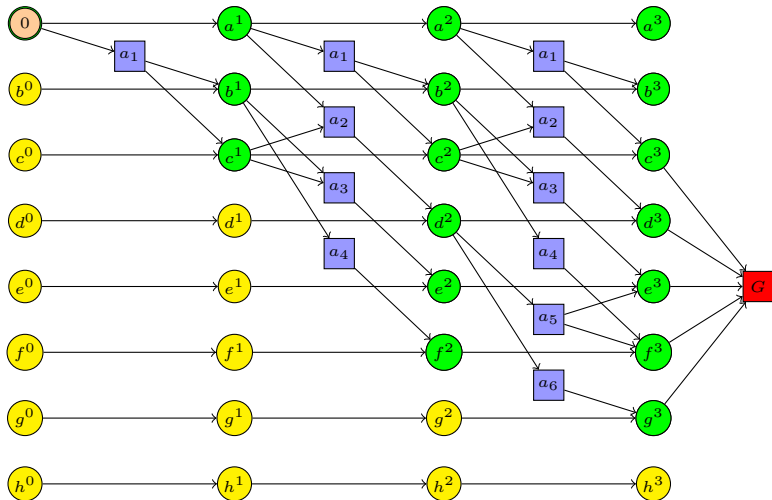 0 a¹ a² a³
a₁ a₁ a₁
b⁰ b¹ b² b³
a₂ a₂
c⁰ c¹ c² c³
a₃ a₃
d⁰ d¹ d² d³
a₄ a₄
e⁰ e¹ e² e³ G
a₅
f⁰ f¹ f² f³
a₆
g⁰ g¹ g² g³
h⁰ h¹ h² h³